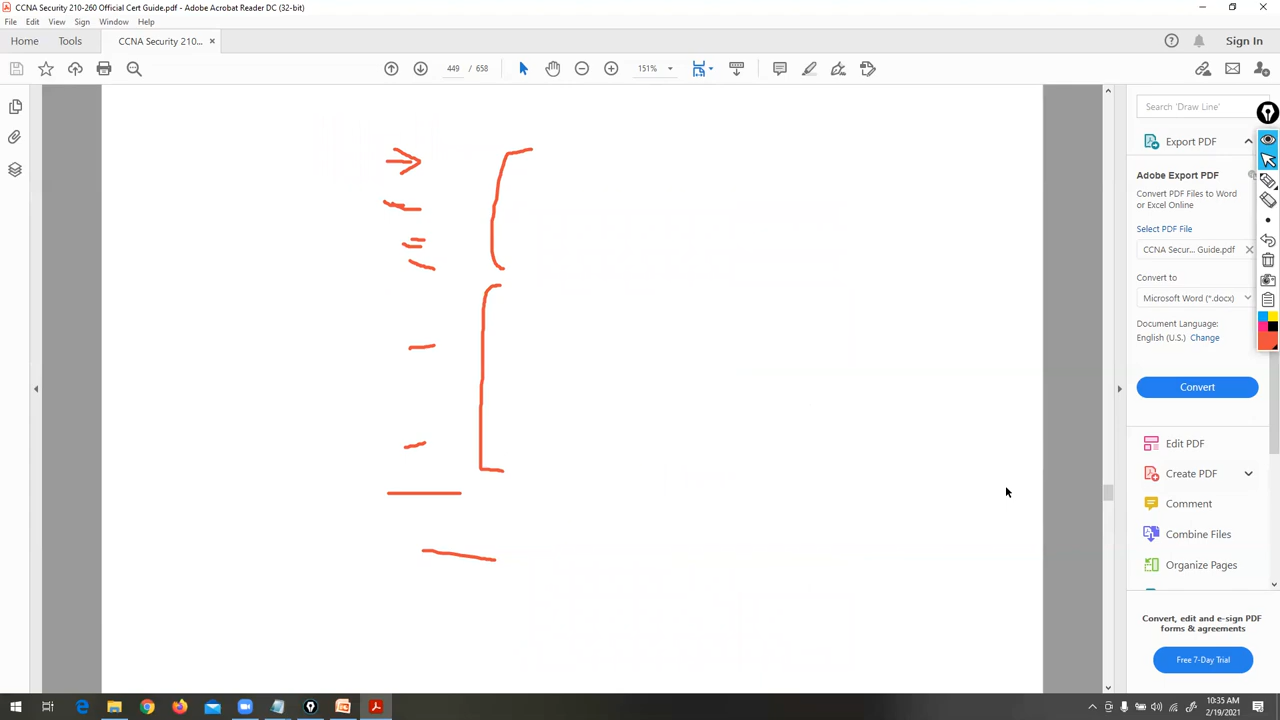 CCNA Security 210-260 Official Cert Guide.pdf - Adobe Acrobat Reader DC (32-bit)
File Edit View Sign Window Help
Home Tools CCNA Security 210... × Sign In
449 / 658 151%
Search 'Draw Line'
Export PDF
Adobe Export PDF
Convert PDF Files to Word
or Excel Online
Select PDF File
CCNA Secur... Guide.pdf
Convert to
Microsoft Word (*.docx)
Document Language:
English (U.S.) Change
Convert
Edit PDF
Create PDF
Comment
Combine Files
Organize Pages
Convert, edit and e-sign PDF
forms & agreements
Free 7-Day Trial
10:35 AM
2/19/2021